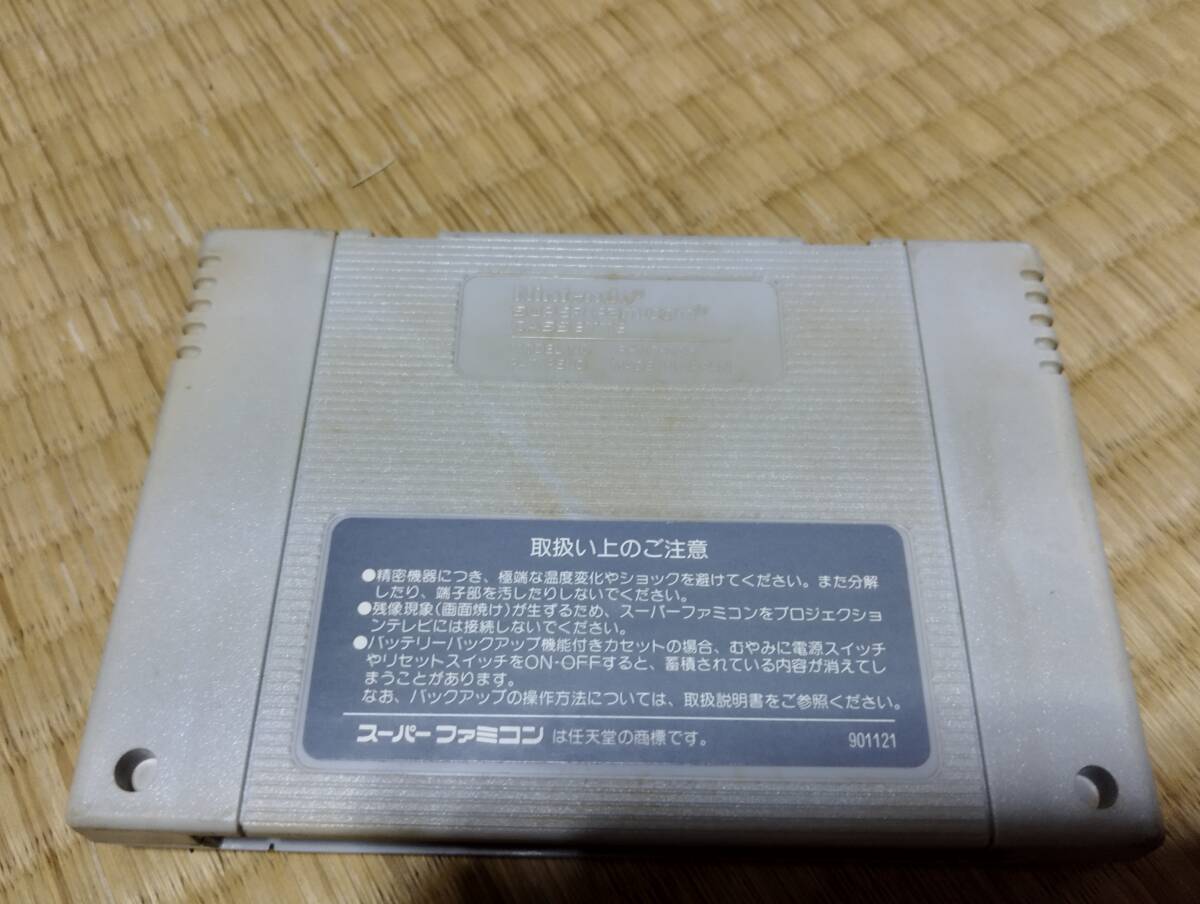 Nintendo
SUPER Famicom
CASSETTE
取扱い上のご注意
●精密機器につき、極端な温度変化やショックを避けてください。また分解
したり、端子部を汚したりしないでください。
●残像現象(画面焼け)が生ずるため、スーパーファミコンをプロジェクショ
ンテレビには接続しないでください。
●バッテリーバックアップ機能付きカセットの場合、むやみに電源スイッチ
やリセットスイッチをON・OFFすると、蓄積されている内容が消えてし
まうことがあります。
なお、バックアップの操作方法については、取扱説明書をご参照ください。
スーパーファミコン は任天堂の商標です。 901121